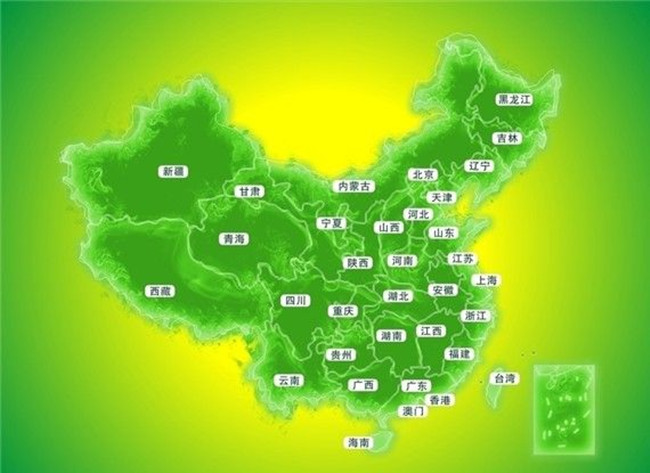 黑龙江
吉林
辽宁
新疆
北京
内蒙古
甘肃
天津
河北
宁夏
山西
山东
青海
陕西
河南
江苏
上海
西藏
安徽
湖北
四川
重庆
浙江
江西
湖南
贵州
福建
云南
广西
广东
台湾
香港
澳门
海南